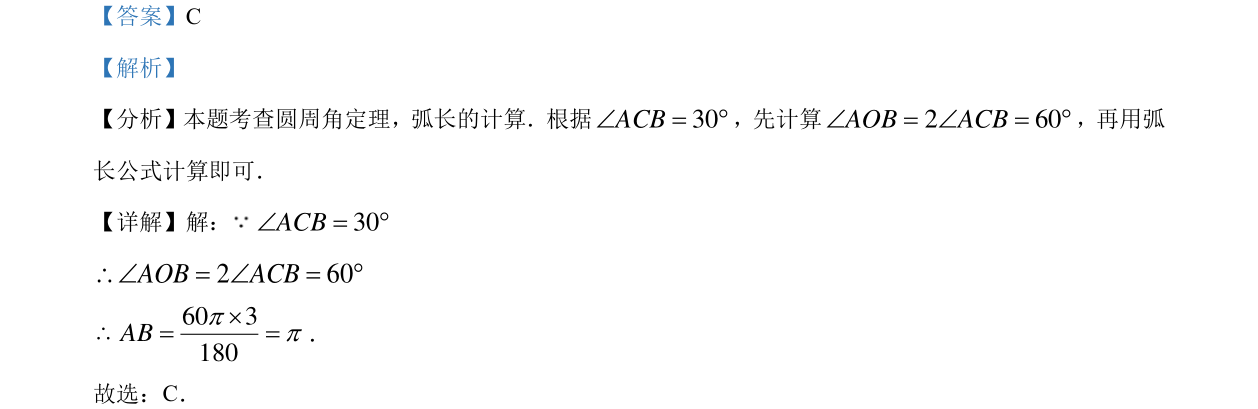 【答案】C
【解析】
【分析】本题考查圆周角定理，弧长的计算．根据∠ACB = 30°，先计算∠AOB = 2∠ACB = 60°，再用弧
长公式计算即可．
【详解】解：∵ ∠ACB = 30°
∴∠AOB = 2∠ACB = 60°
∴ AB = \frac{60π×3}{180} = π．
故选：C．